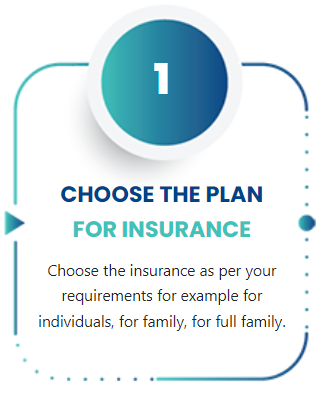 1
CHOOSE THE PLAN
FOR INSURANCE
Choose the insurance as per your
requirements for example for
individuals, for family, for full family.